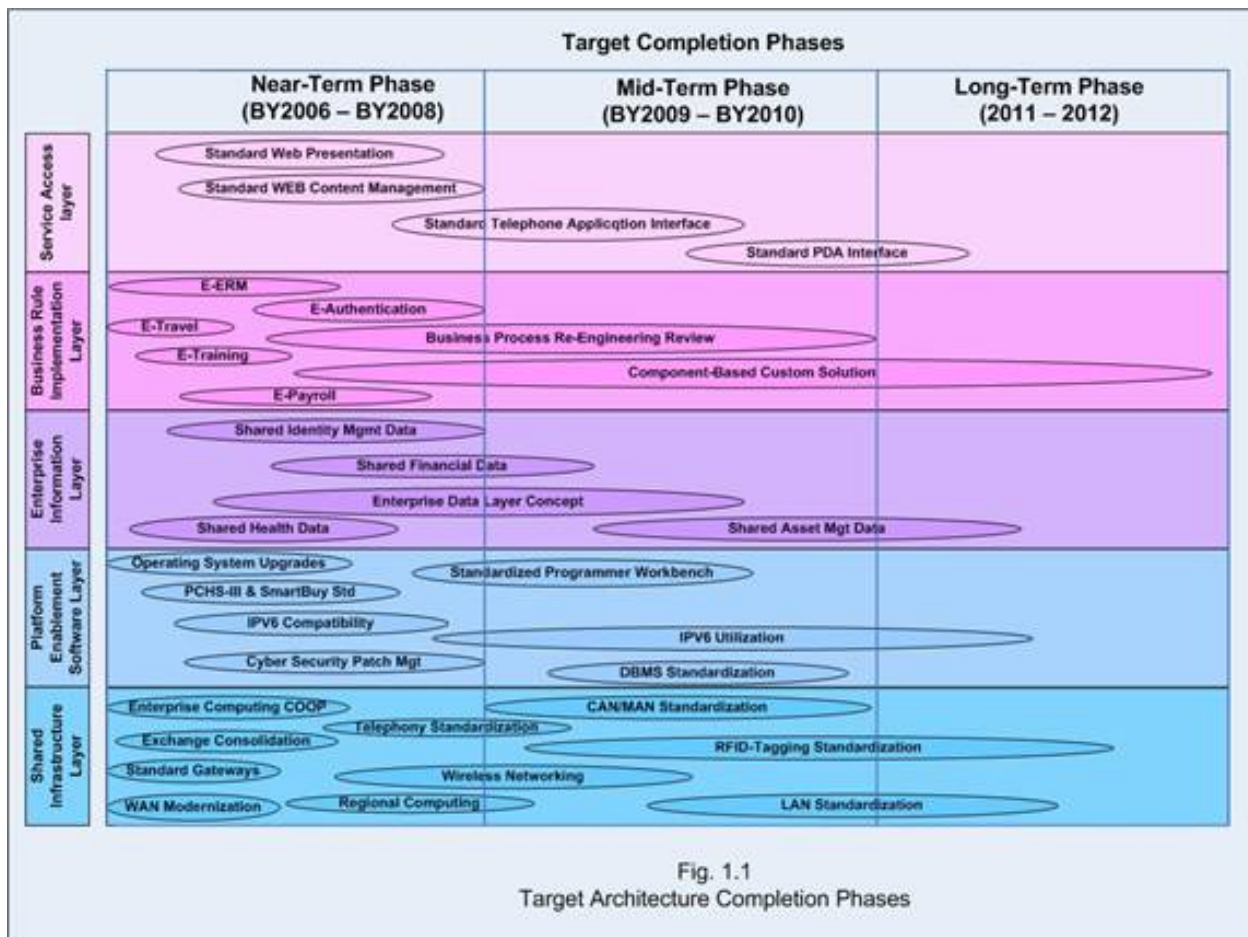 Target Completion Phases
Near-Term Phase
(BY2006 – BY2008)
Mid-Term Phase
(BY2009 – BY2010)
Long-Term Phase
(2011 – 2012)
Service Access
layer
Standard Web Presentation
Standard WEB Content Management
Standard Telephone Applicqtion Interface
Standard PDA Interface
Business Rule
Implementation
Layer
E-ERM
E-Authentication
E-Travel
Business Process Re-Engineering Review
E-Training
Component-Based Custom Solution
E-Payroll
Enterprise
Information
Layer
Shared Identity Mgmt Data
Shared Financial Data
Enterprise Data Layer Concept
Shared Health Data
Shared Asset Mgt Data
Platform
Enablement
Software Layer
Operating System Upgrades
Standardized Programmer Workbench
PCHS-III & SmartBuy Std
IPV6 Compatibility
IPV6 Utilization
Cyber Security Patch Mgt
DBMS Standardization
Shared
Infrastructure
Layer
Enterprise Computing COOP
CAN/MAN Standardization
Telephony Standardization
Exchange Consolidation
RFID-Tagging Standardization
Standard Gateways
Wireless Networking
WAN Modernization
Regional Computing
LAN Standardization
Fig. 1.1
Target Architecture Completion Phases